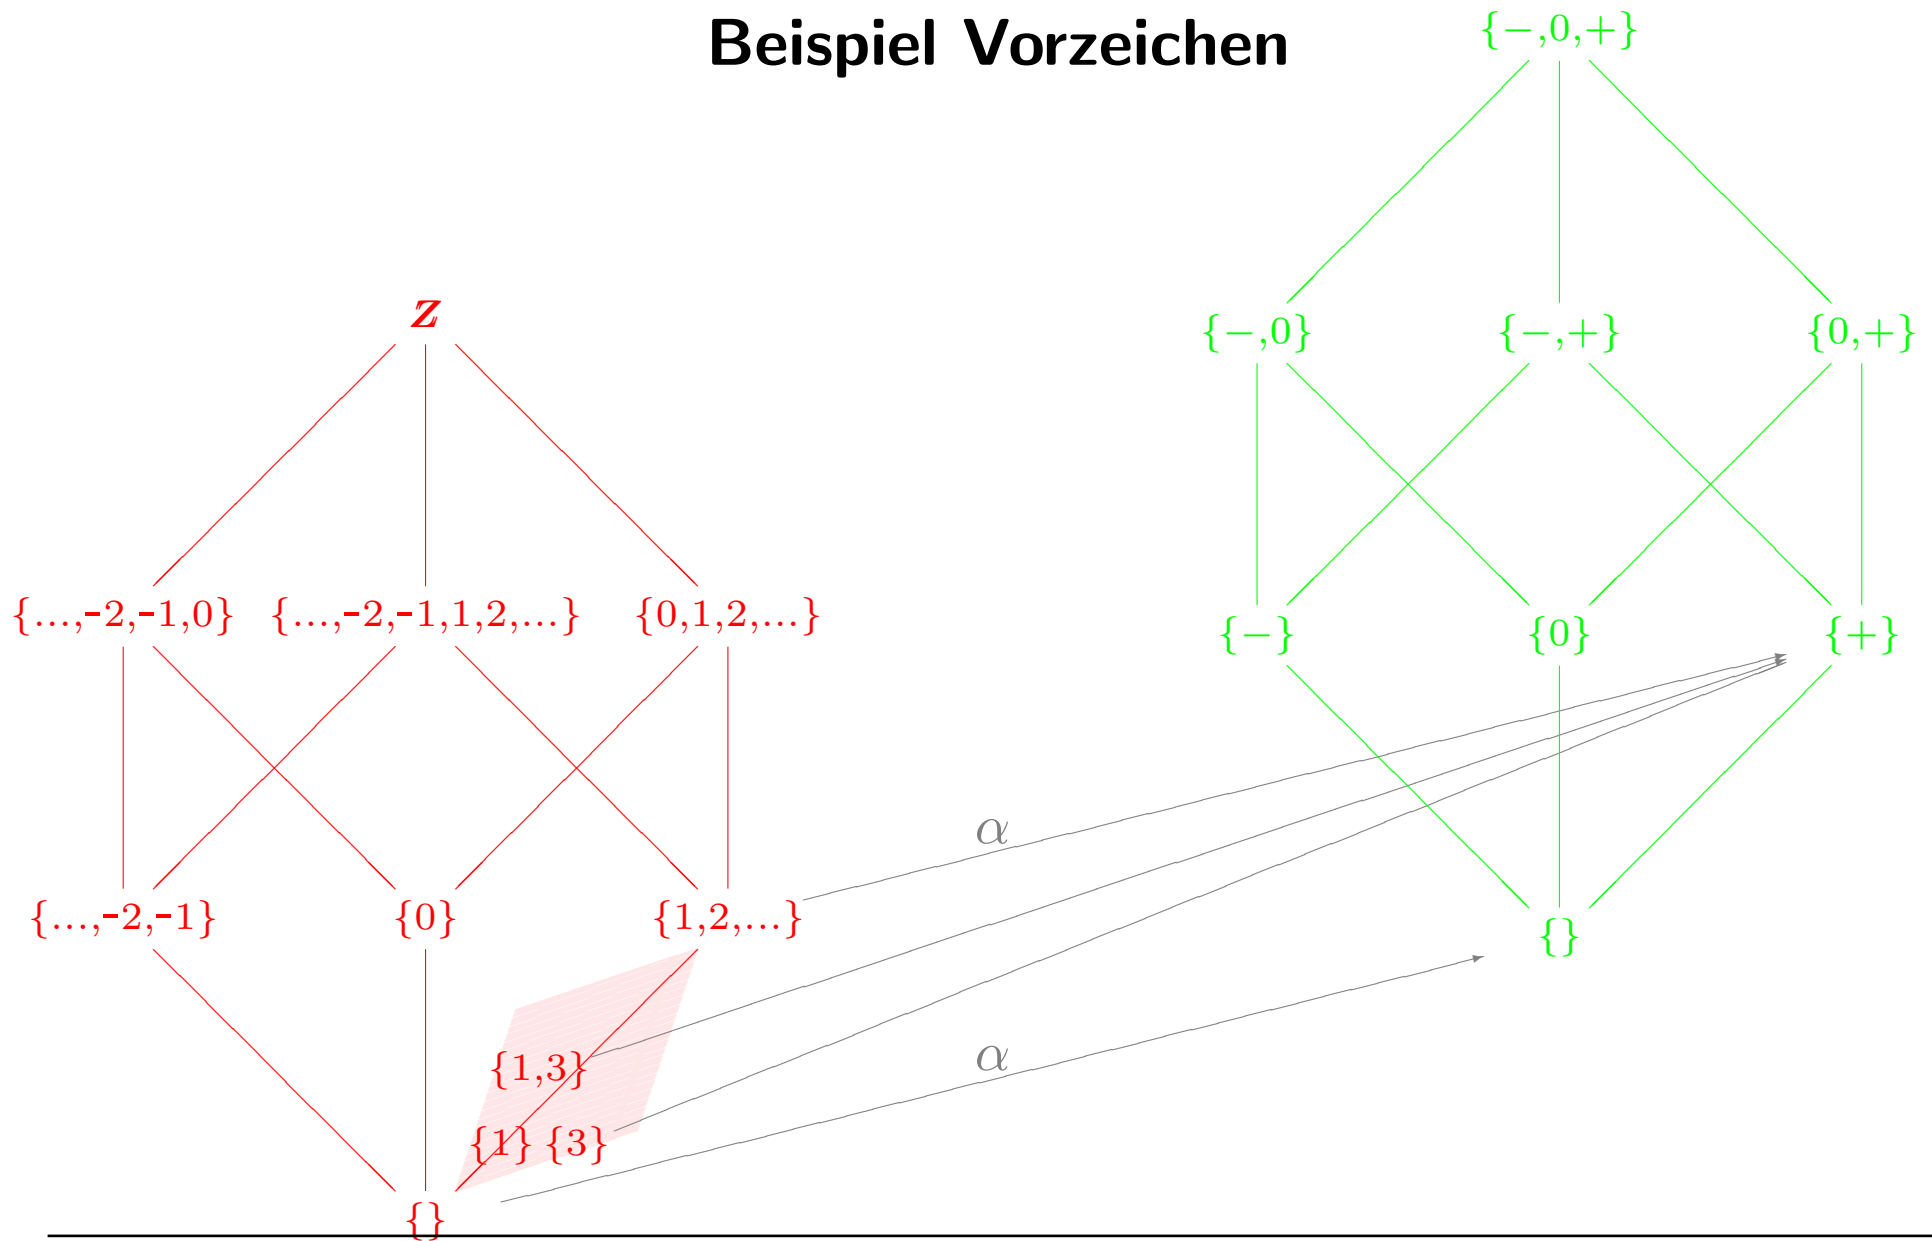 Beispiel Vorzeichen
{−,0,+}
Z
{−,0} {−,+} {0,+}
{...,-2,-1,0} {...,-2,-1,1,2,...} {0,1,2,...}
{−} {0} {+}
α
{...,-2,-1} {0} {1,2,...}
{}
α
{1,3}
{1} {3}
{}